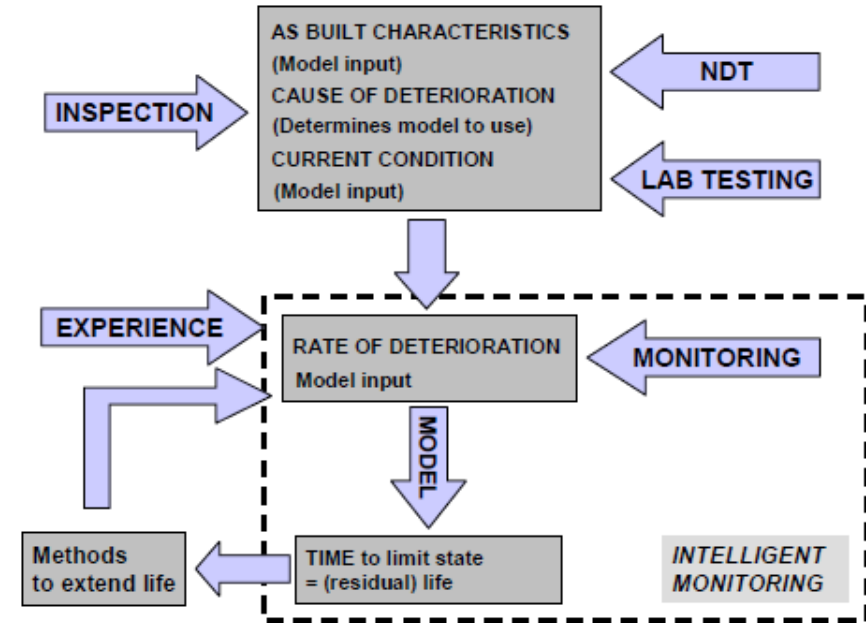 AS BUILT CHARACTERISTICS
(Model input)
CAUSE OF DETERIORATION
(Determines model to use)
CURRENT CONDITION
(Model input)
INSPECTION
NDT
LAB TESTING
EXPERIENCE
RATE OF DETERIORATION
Model input
MONITORING
MODEL
Methods
to extend life
TIME to limit state
= (residual) life
INTELLIGENT
MONITORING